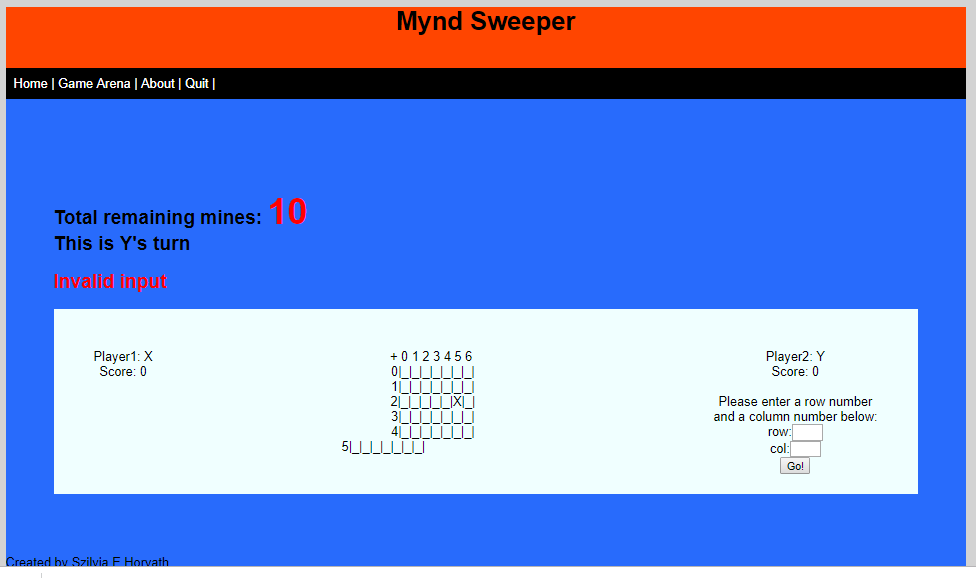 Mynd Sweeper
Home | Game Arena | About | Quit |
Total remaining mines: 10
This is Y's turn
Invalid input
Player1: X
Score: 0
+ 0 1 2 3 4 5 6
0|_|_|_|_|_|_|_|
1|_|_|_|_|_|_|_|
2|_|_|_|_|_|X|_|
3|_|_|_|_|_|_|_|
4|_|_|_|_|_|_|_|
5|_|_|_|_|_|_|_|
Player2: Y
Score: 0
Please enter a row number
and a column number below:
row:
col:
Go!
Created by Szilvia E Horvath